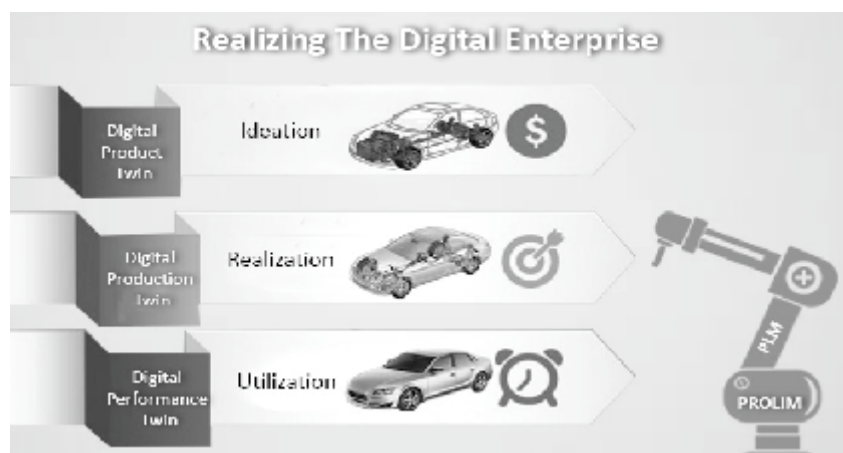 Realizing The Digital Enterprise
Digital
Product
Twin
Ideation
$
Digital
Production
Twin
Realization
Digital
Performance
Twin
Utilization
PLM
PROLIM